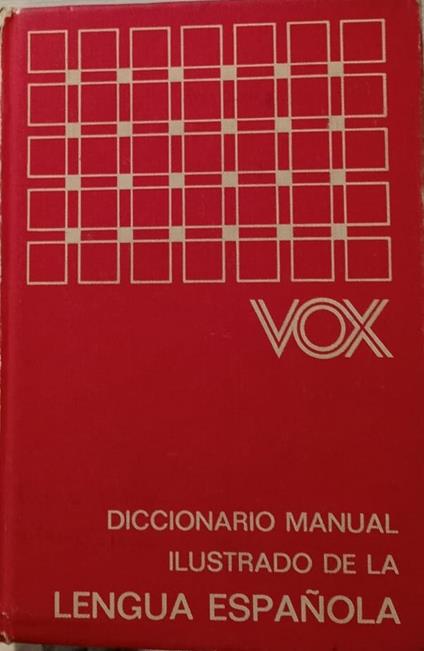 VOX
DICCIONARIO MANUAL
ILUSTRADO DE LA
LENGUA ESPAÑOLA